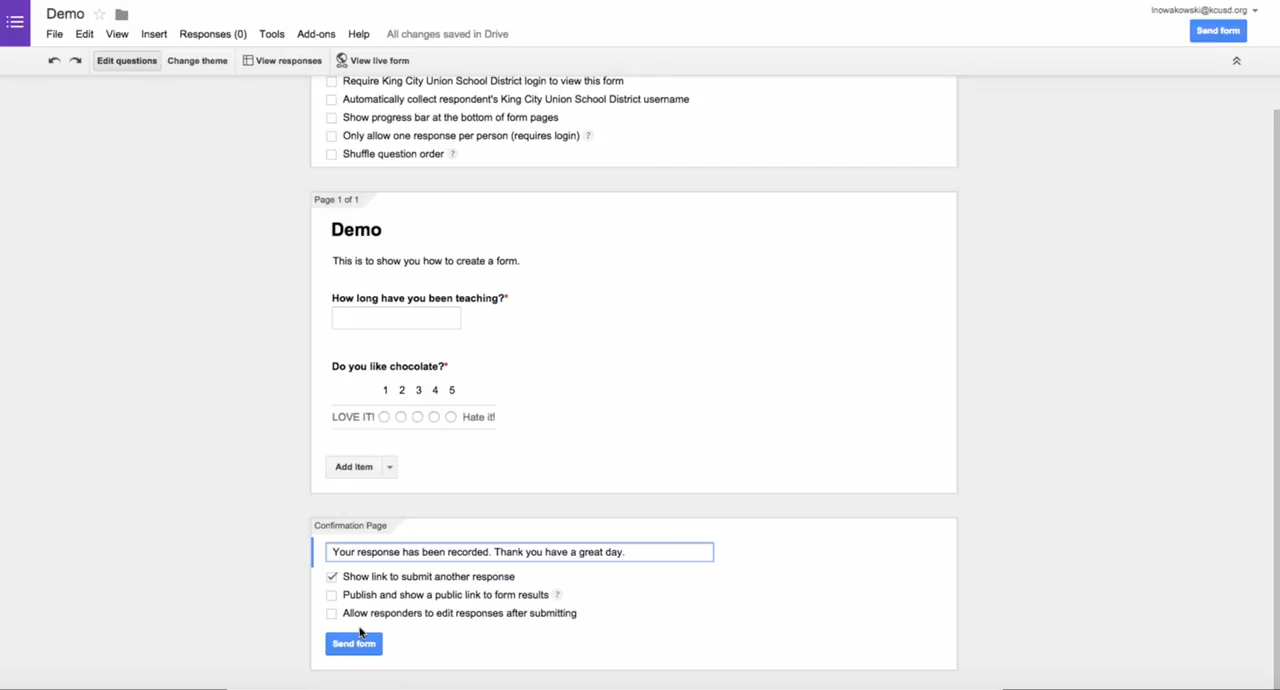 Demo
lnowakowski@kcusd.org
File Edit View Insert Responses (0) Tools Add-ons Help All changes saved in Drive
Send form
Edit questions Change theme View responses View live form
Require King City Union School District login to view this form
Automatically collect respondent's King City Union School District username
Show progress bar at the bottom of form pages
Only allow one response per person (requires login) ?
Shuffle question order ?
Page 1 of 1
Demo
This is to show you how to create a form.
How long have you been teaching?*
Do you like chocolate?*
1 2 3 4 5
LOVE IT! Hate it!
Add item
Confirmation Page
Your response has been recorded. Thank you have a great day.
Show link to submit another response
Publish and show a public link to form results ?
Allow responders to edit responses after submitting
Send form